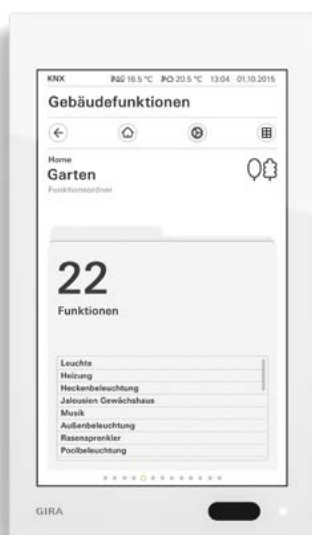 KNX 16.5 °C 20.5 °C 13:04 01.10.2015
Gebäudefunktionen
Home
Garten
Funktionsordner
22
Funktionen
Leuchte
Heizung
Heckenbeleuchtung
Jalousien Gewächshaus
Musik
Außenbeleuchtung
Rasensprenkler
Poolbeleuchtung
GIRA